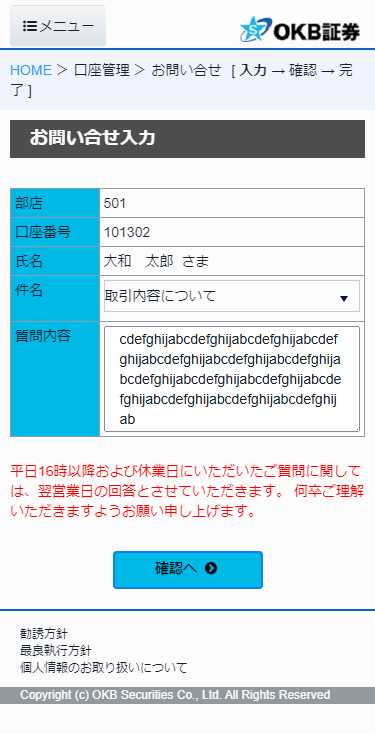 メニュー
OKB証券
HOME > 口座管理 > お問い合せ [ 入力 → 確認 → 完
了 ]
お問い合せ入力
部店 501
口座番号 101302
氏名 大和　太郎 さま
件名 取引内容について
質問内容 cdefghijabcdefghijabcdefghijabcdef
ghijabcdefghijabcdefghijabcdefghija
bcdefghijabcdefghijabcdefghijabcde
fghijabcdefghijabcdefghijabcdefghij
ab
平日16時以降および休業日にいただいたご質問に関して
は、翌営業日の回答とさせていただきます。 何卒ご理解
いただきますようお願い申し上げます。
確認へ
勧誘方針
最良執行方針
個人情報のお取り扱いについて
Copyright (c) OKB Securities Co., Ltd. All Rights Reserved